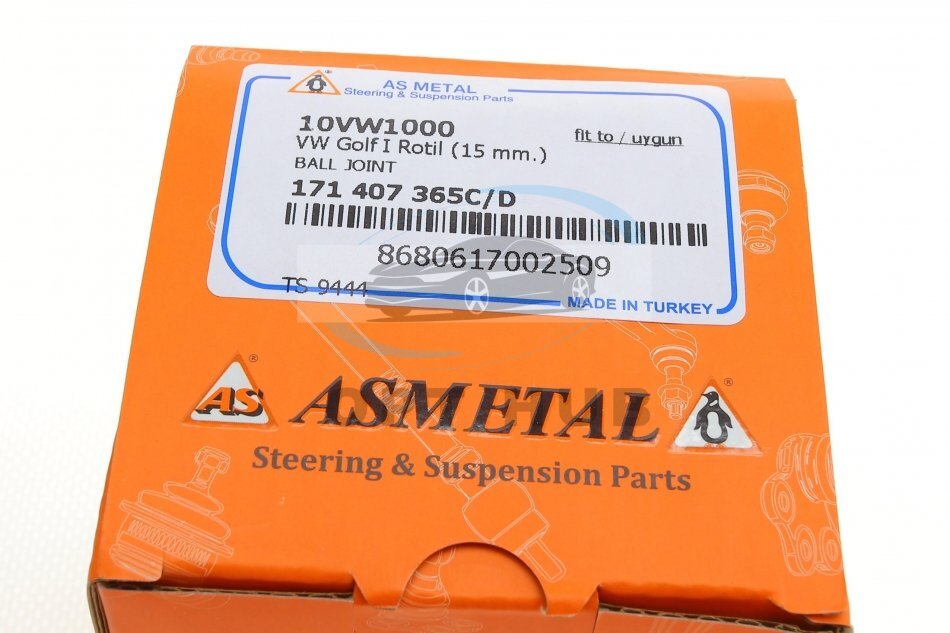 AS METAL
Steering & Suspension Parts
10VW1000
fit to / uygun
VW Golf I Rotil (15 mm.)
BALL JOINT
171 407 365C/D
8680617002509
TS 9444
MADE IN TURKEY
AS ® ASMETAL ®
Steering & Suspension Parts